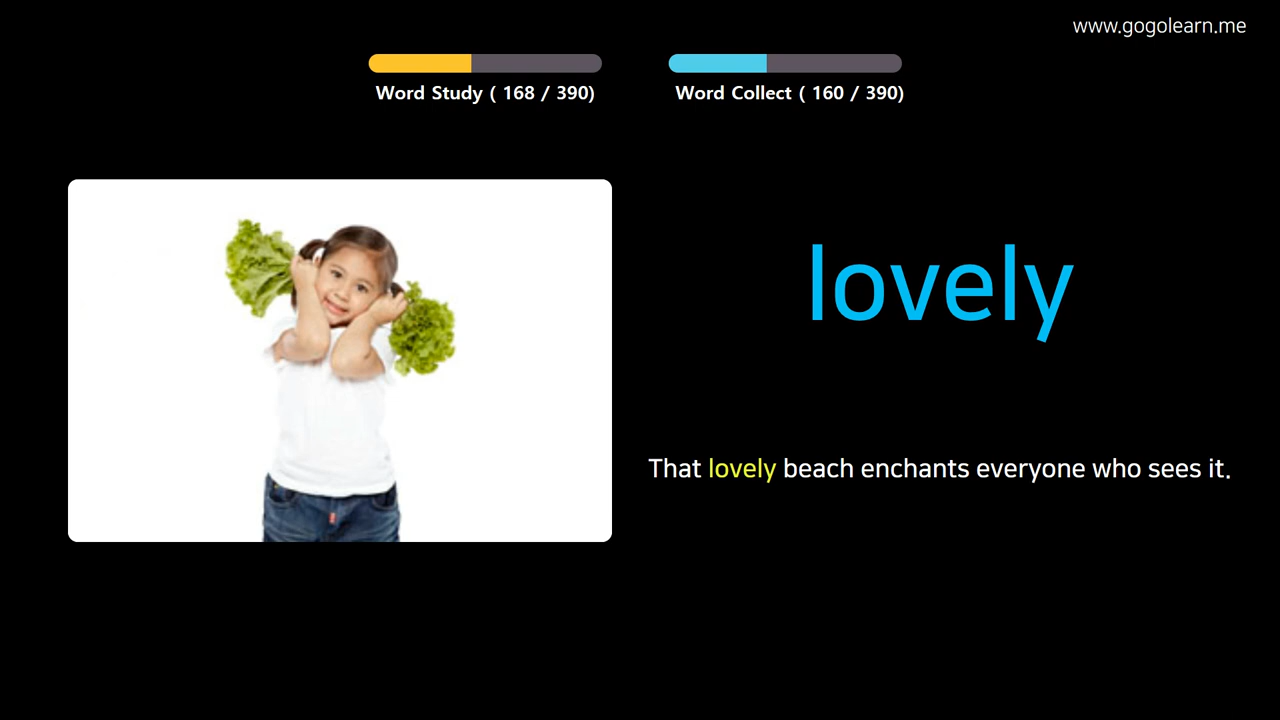 www.gogolearn.me
Word Study ( 168 / 390)
Word Collect ( 160 / 390)
lovely
That lovely beach enchants everyone who sees it.